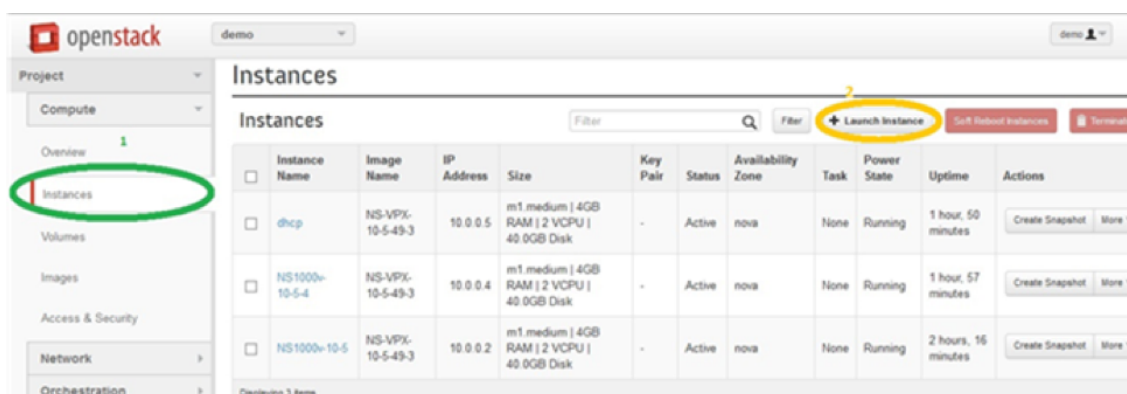 openstack
demo
demo
Project
Compute
1
Overview
Instances
Volumes
Images
Access & Security
Network
Orchestration
Instances
Instances
Filter
Filter
2
+ Launch Instance
Soft Reboot Instances
Instance Name
Image Name
IP Address
Size
Key Pair
Status
Availability Zone
Task
Power State
Uptime
Actions
dhcp
NS-VPX-
10-5-49-3
10.0.0.5
m1.medium | 4GB
RAM | 2 VCPU |
40.0GB Disk
-
Active
nova
None
Running
1 hour, 50
minutes
Create Snapshot
More
NS1000v-
10-5-4
NS-VPX-
10-5-49-3
10.0.0.4
m1.medium | 4GB
RAM | 2 VCPU |
40.0GB Disk
-
Active
nova
None
Running
1 hour, 57
minutes
Create Snapshot
More
NS1000v-10-5
NS-VPX-
10-5-49-3
10.0.0.2
m1.medium | 4GB
RAM | 2 VCPU |
40.0GB Disk
-
Active
nova
None
Running
2 hours, 16
minutes
Create Snapshot
More
Displaying 3 items